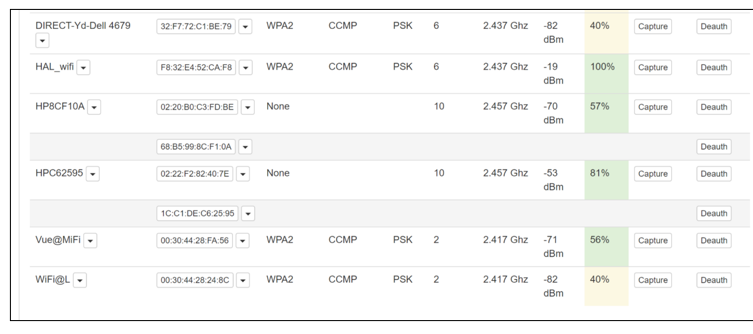 DIRECT-Yd-Dell 4679 32:F7:72:C1:BE:79 WPA2 CCMP PSK 6 2.437 Ghz -82 dBm 40% Capture Deauth
HAL_wifi F8:32:E4:52:CA:F8 WPA2 CCMP PSK 6 2.437 Ghz -19 dBm 100% Capture Deauth
HP8CF10A 02:20:B0:C3:FD:BE None 10 2.457 Ghz -70 dBm 57% Capture Deauth
68:B5:99:8C:F1:0A Deauth
HPC62595 02:22:F2:82:40:7E None 10 2.457 Ghz -53 dBm 81% Capture Deauth
1C:C1:DE:C6:25:95 Deauth
Vue@MiFi 00:30:44:28:FA:56 WPA2 CCMP PSK 2 2.417 Ghz -71 dBm 56% Capture Deauth
WiFi@L 00:30:44:28:24:8C WPA2 CCMP PSK 2 2.417 Ghz -82 dBm 40% Capture Deauth